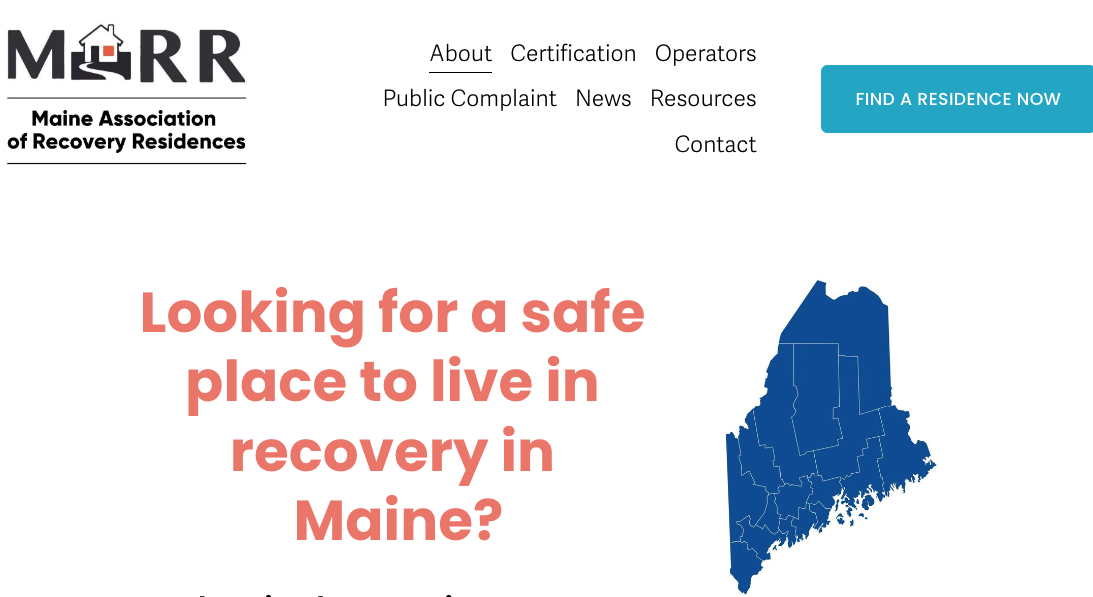 MARR
Maine Association
of Recovery Residences
About Certification Operators
Public Complaint News Resources
Contact
FIND A RESIDENCE NOW
Looking for a safe
place to live in
recovery in
Maine?